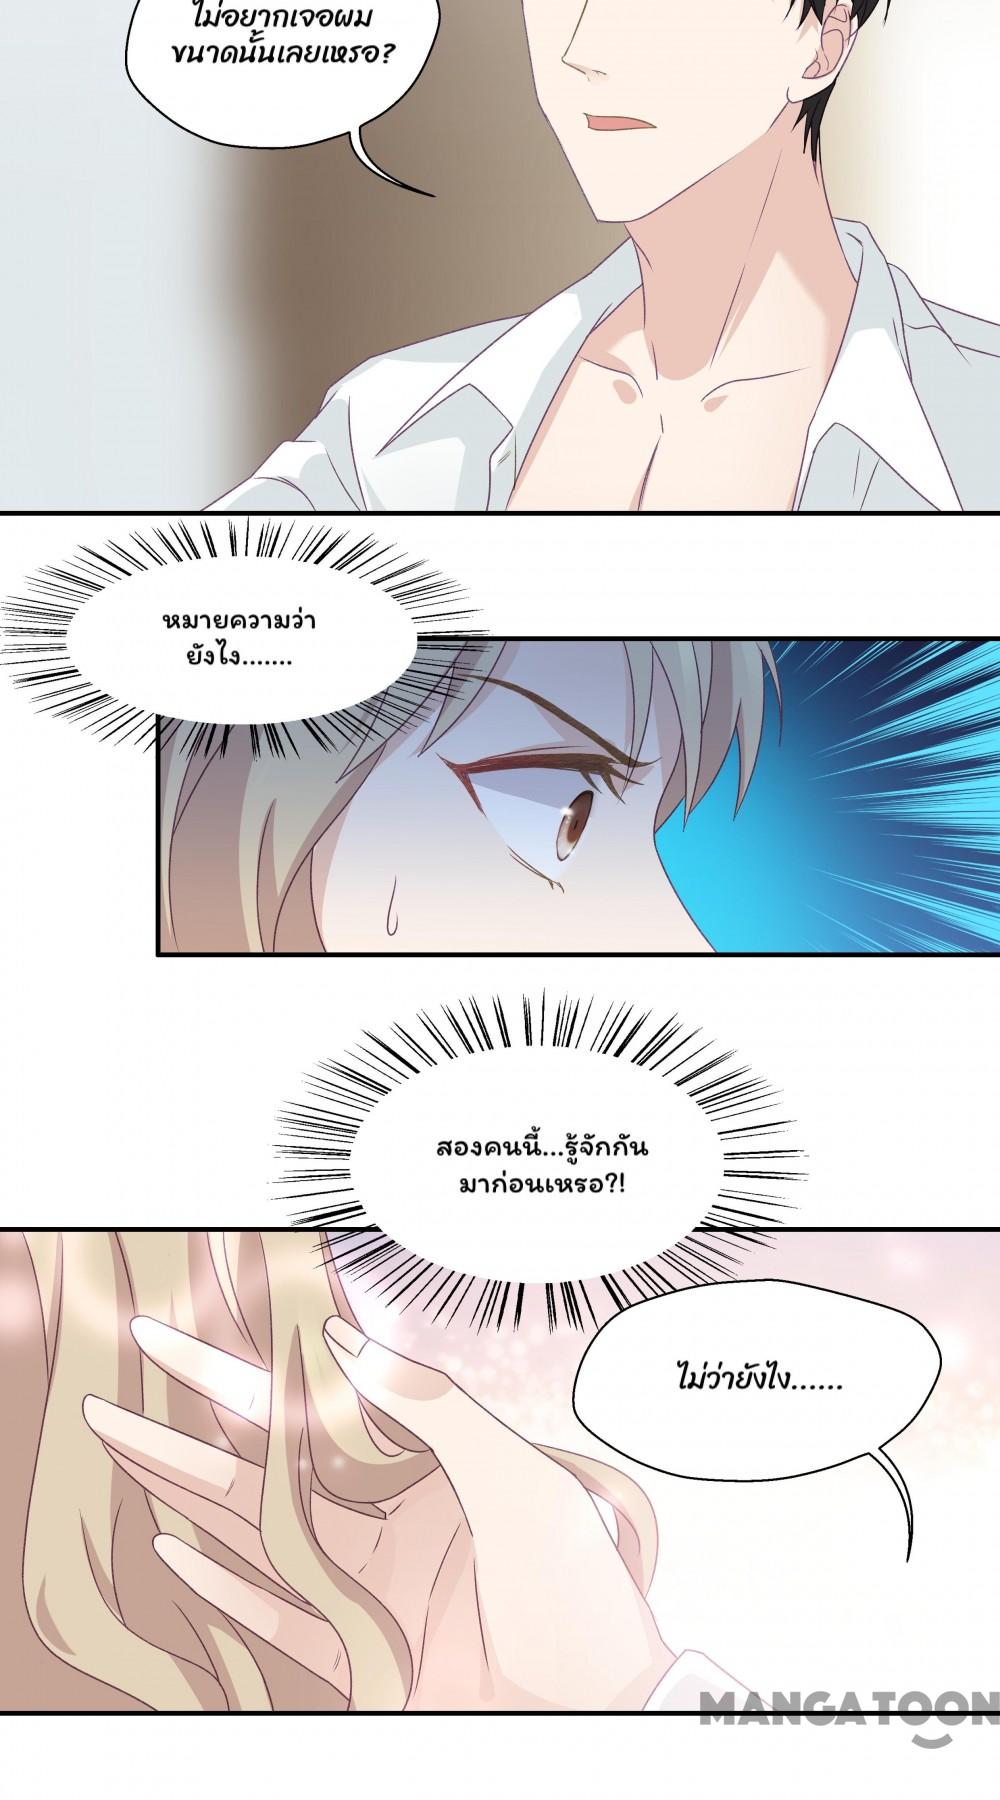 ไม่อยากเจอผม
ขนาดนั้นเลยเหรอ?
หมายความว่า
ยังไง.......
สองคนนี้...รู้จักกัน
มาก่อนเหรอ?!
ไม่ว่ายังไง......
MANGATOON